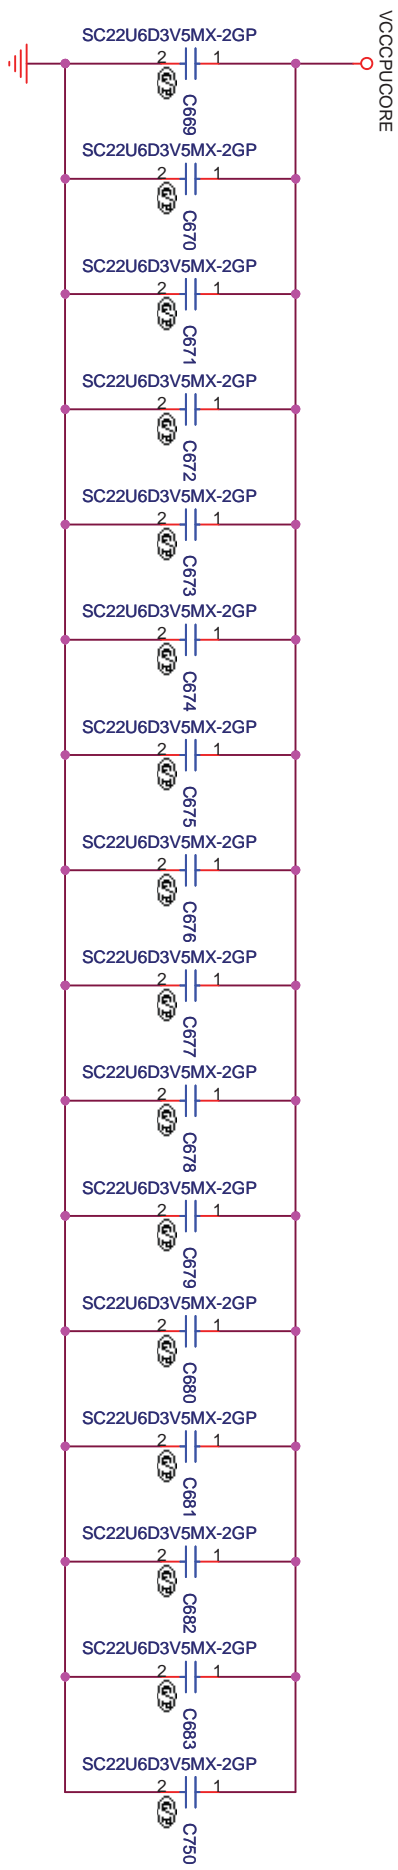 VCCCPUCORE
SC22U6D3V5MX-2GP
2 1
G/P
C669
SC22U6D3V5MX-2GP
2 1
G/P
C670
SC22U6D3V5MX-2GP
2 1
G/P
C671
SC22U6D3V5MX-2GP
2 1
G/P
C672
SC22U6D3V5MX-2GP
2 1
G/P
C673
SC22U6D3V5MX-2GP
2 1
G/P
C674
SC22U6D3V5MX-2GP
2 1
G/P
C675
SC22U6D3V5MX-2GP
2 1
G/P
C676
SC22U6D3V5MX-2GP
2 1
G/P
C677
SC22U6D3V5MX-2GP
2 1
G/P
C678
SC22U6D3V5MX-2GP
2 1
G/P
C679
SC22U6D3V5MX-2GP
2 1
G/P
C680
SC22U6D3V5MX-2GP
2 1
G/P
C681
SC22U6D3V5MX-2GP
2 1
G/P
C682
SC22U6D3V5MX-2GP
2 1
G/P
C683
SC22U6D3V5MX-2GP
2 1
G/P
C750